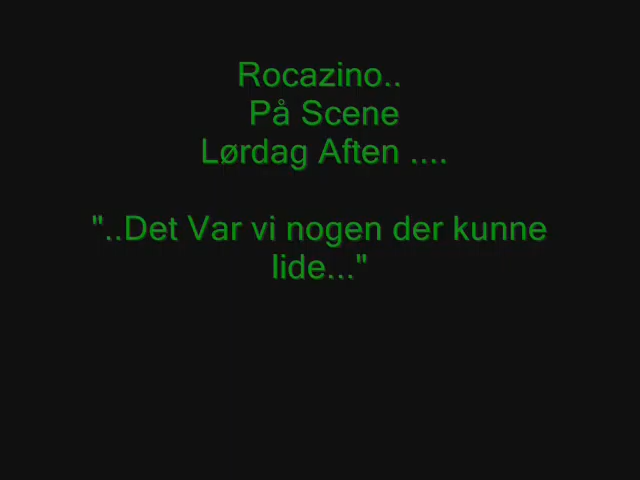 Rocazino..
På Scene
Lørdag Aften ....
"..Det Var vi nogen der kunne
lide..."